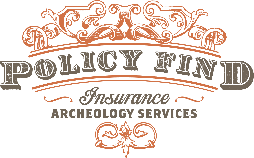 POLICY FIND
Insurance
ARCHEOLOGY SERVICES